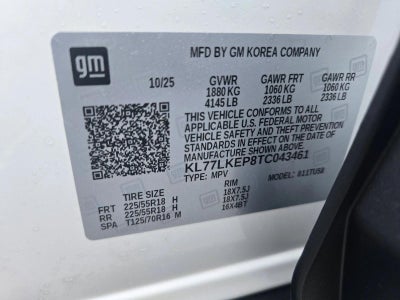 gm
MFD BY GM KOREA COMPANY
10/25 GVWR GAWR FRT GAWR RR
1880 KG 1060 KG 1060 KG
4145 LB 2336 LB 2336 LB
THIS VEHICLE CONFORMS TO ALL
APPLICABLE U.S. FEDERAL MOTOR
VEHICLE SAFETY AND THEFT
PREVENTION STANDARDS IN
EFFECT ON THE DATE OF
MANUFACTURE SHOWN ABOVE.
KL77LKEP8TC043461
TYPE: MPV MODEL: 811TUS8
TIRE SIZE RIM
FRT 225/55R18 H 18X7.5J
RR 225/55R18 H 18X7.5J
SPA T125/70R16 M 16X4BT